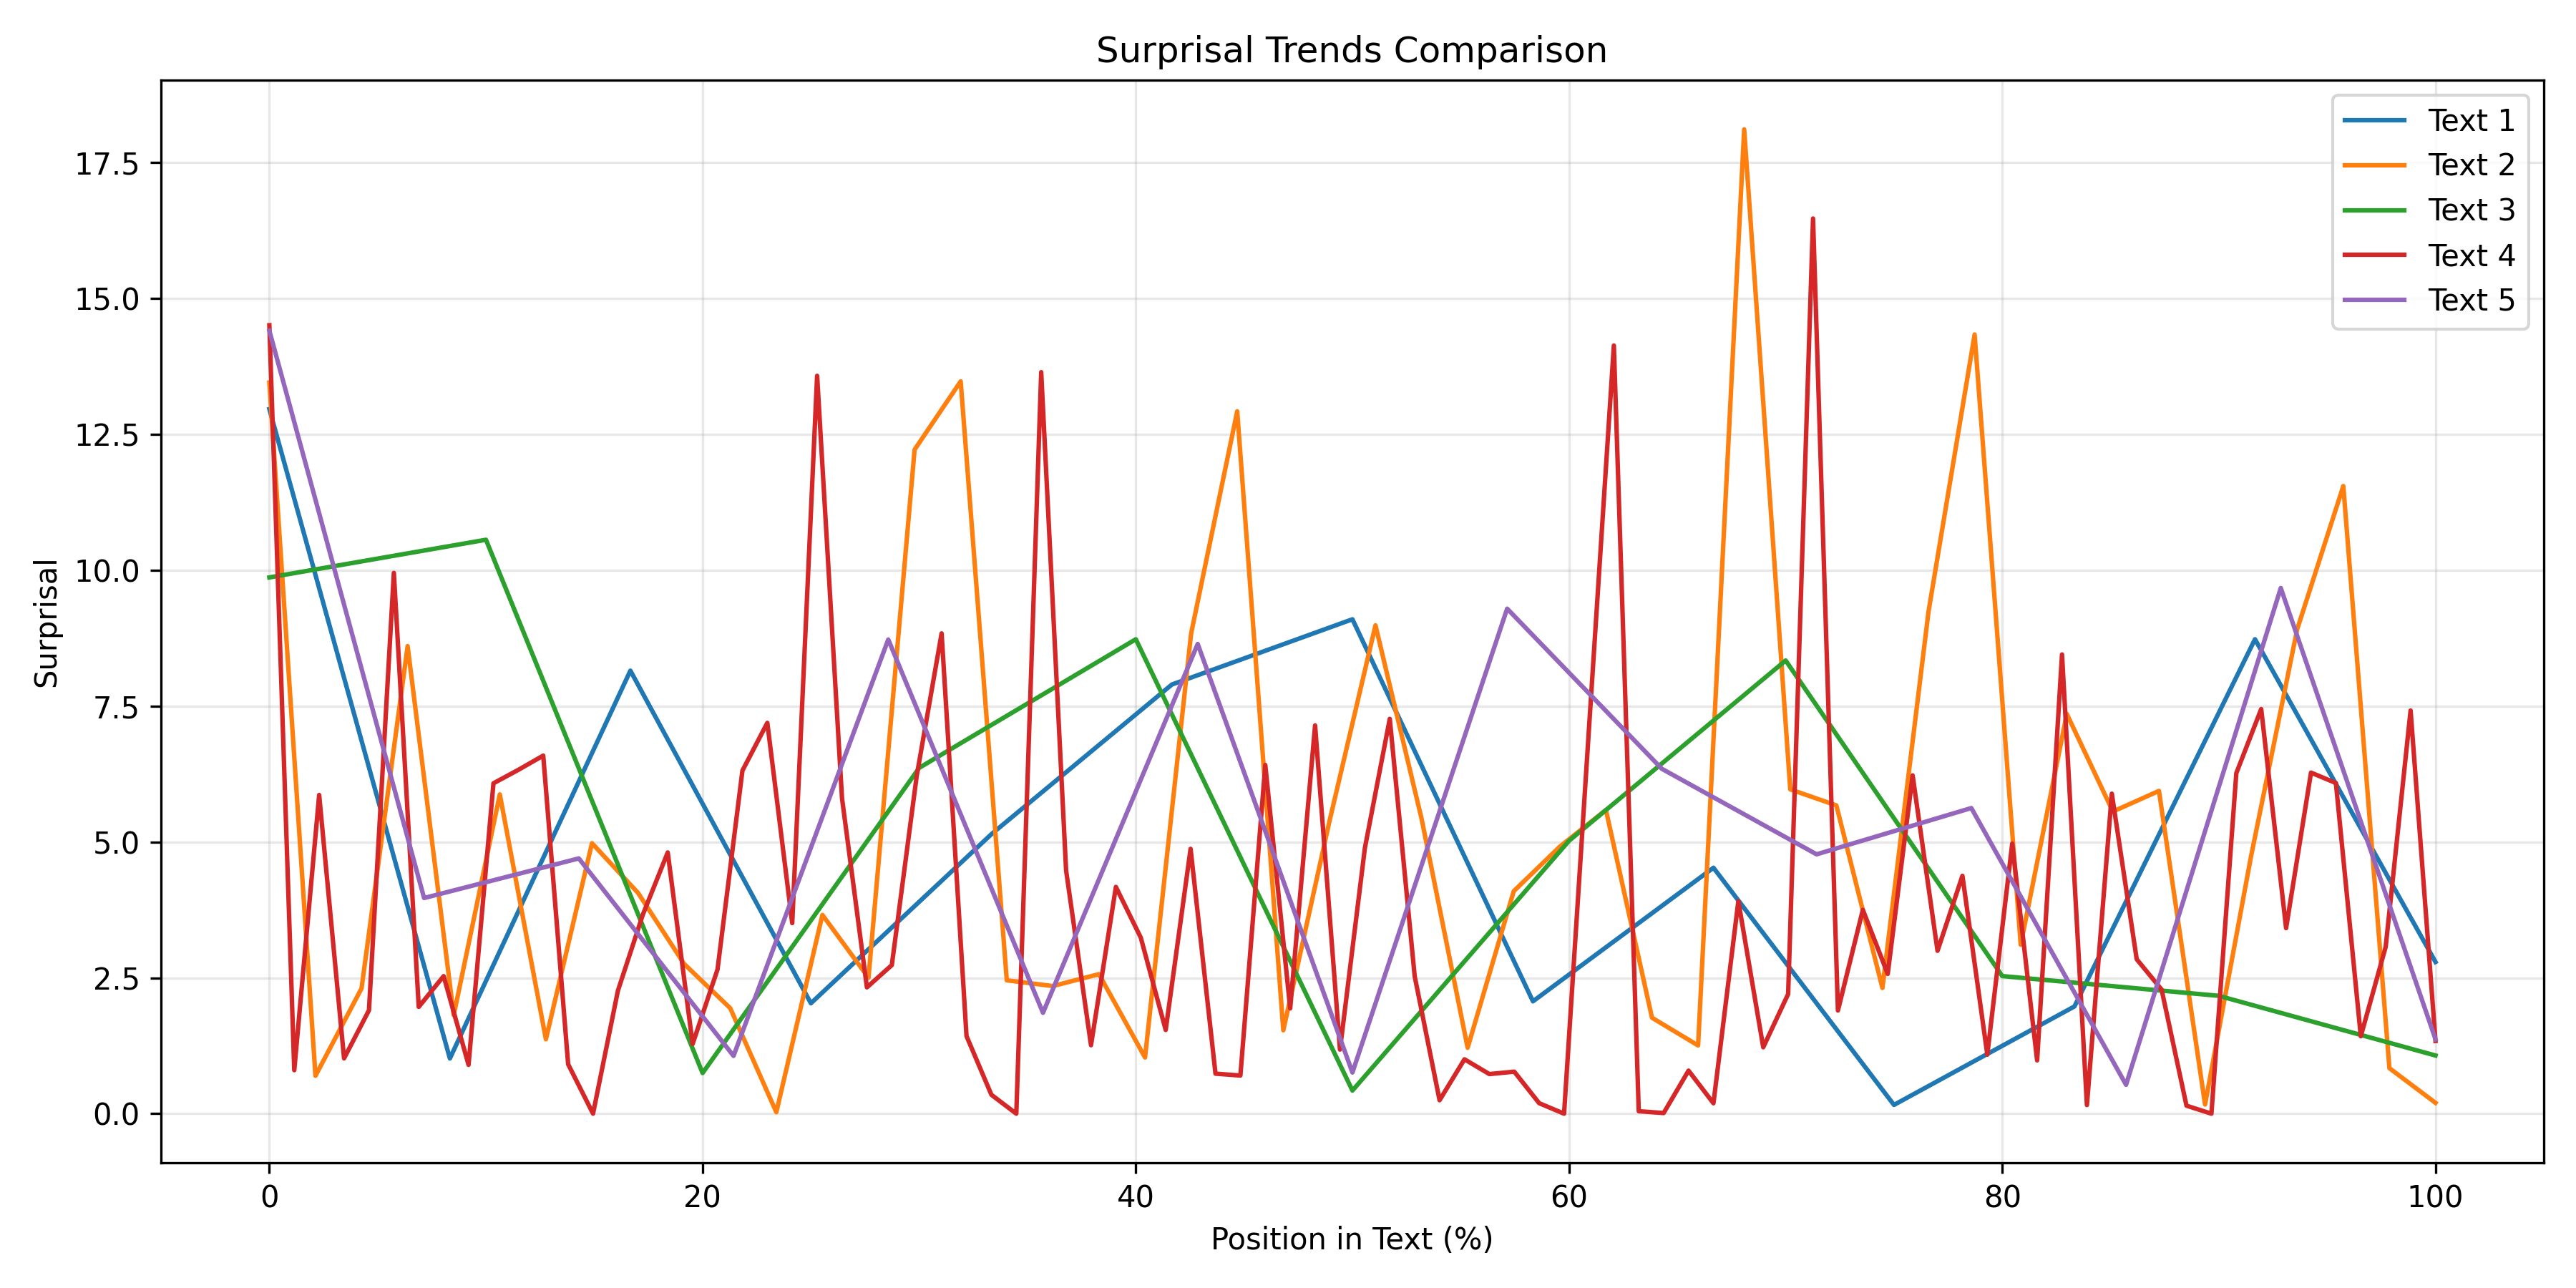 Surprisal Trends Comparison
17.5
15.0
12.5
10.0
7.5
5.0
2.5
0.0
Surprisal
0 20 40 60 80 100
Position in Text (%)
Text 1
Text 2
Text 3
Text 4
Text 5